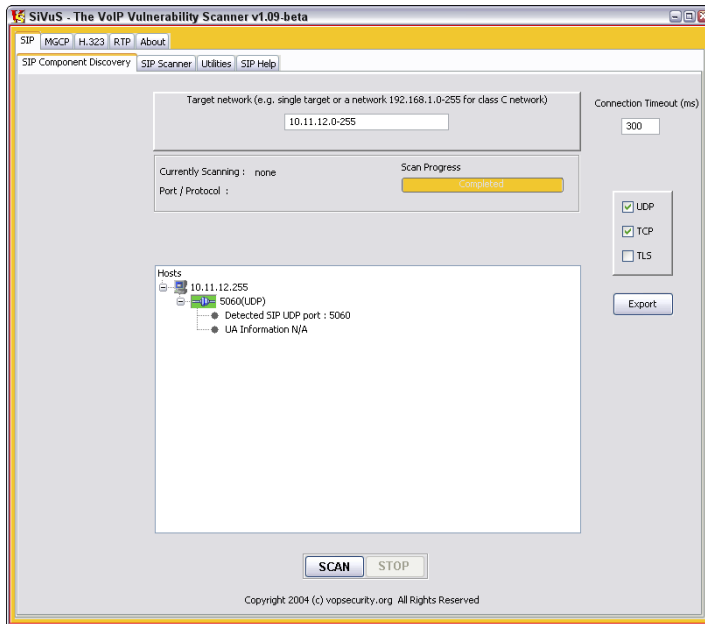 SiVuS - The VoIP Vulnerability Scanner v1.09-beta
SIP MGCP H.323 RTP About
SIP Component Discovery SIP Scanner Utilities SIP Help
Target network (e.g. single target or a network 192.168.1.0-255 for class C network)
10.11.12.0-255
Connection Timeout (ms)
300
Currently Scanning : none
Port / Protocol :
Scan Progress
Completed
UDP
TCP
TLS
Export
Hosts
10.11.12.255
5060(UDP)
Detected SIP UDP port : 5060
UA Information N/A
SCAN STOP
Copyright 2004 (c) vopsecurity.org All Rights Reserved